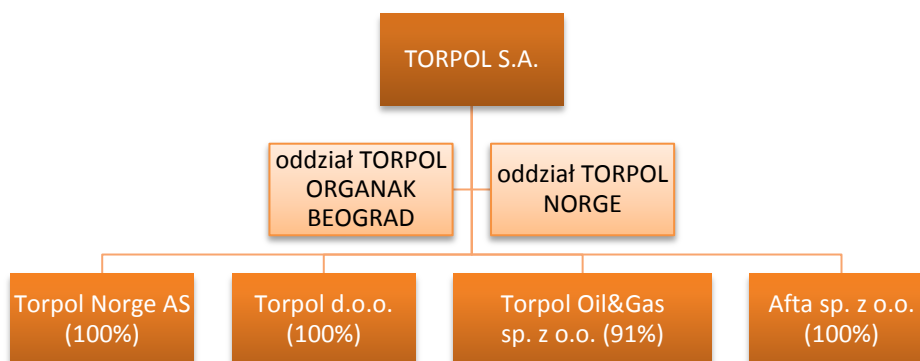 TORPOL S.A.
oddział TORPOL
ORGANAK
BEOGRAD
oddział TORPOL
NORGE
Torpol Norge AS
(100%)
Torpol d.o.o.
(100%)
Torpol Oil&Gas
sp. z o.o. (91%)
Afta sp. z o.o.
(100%)